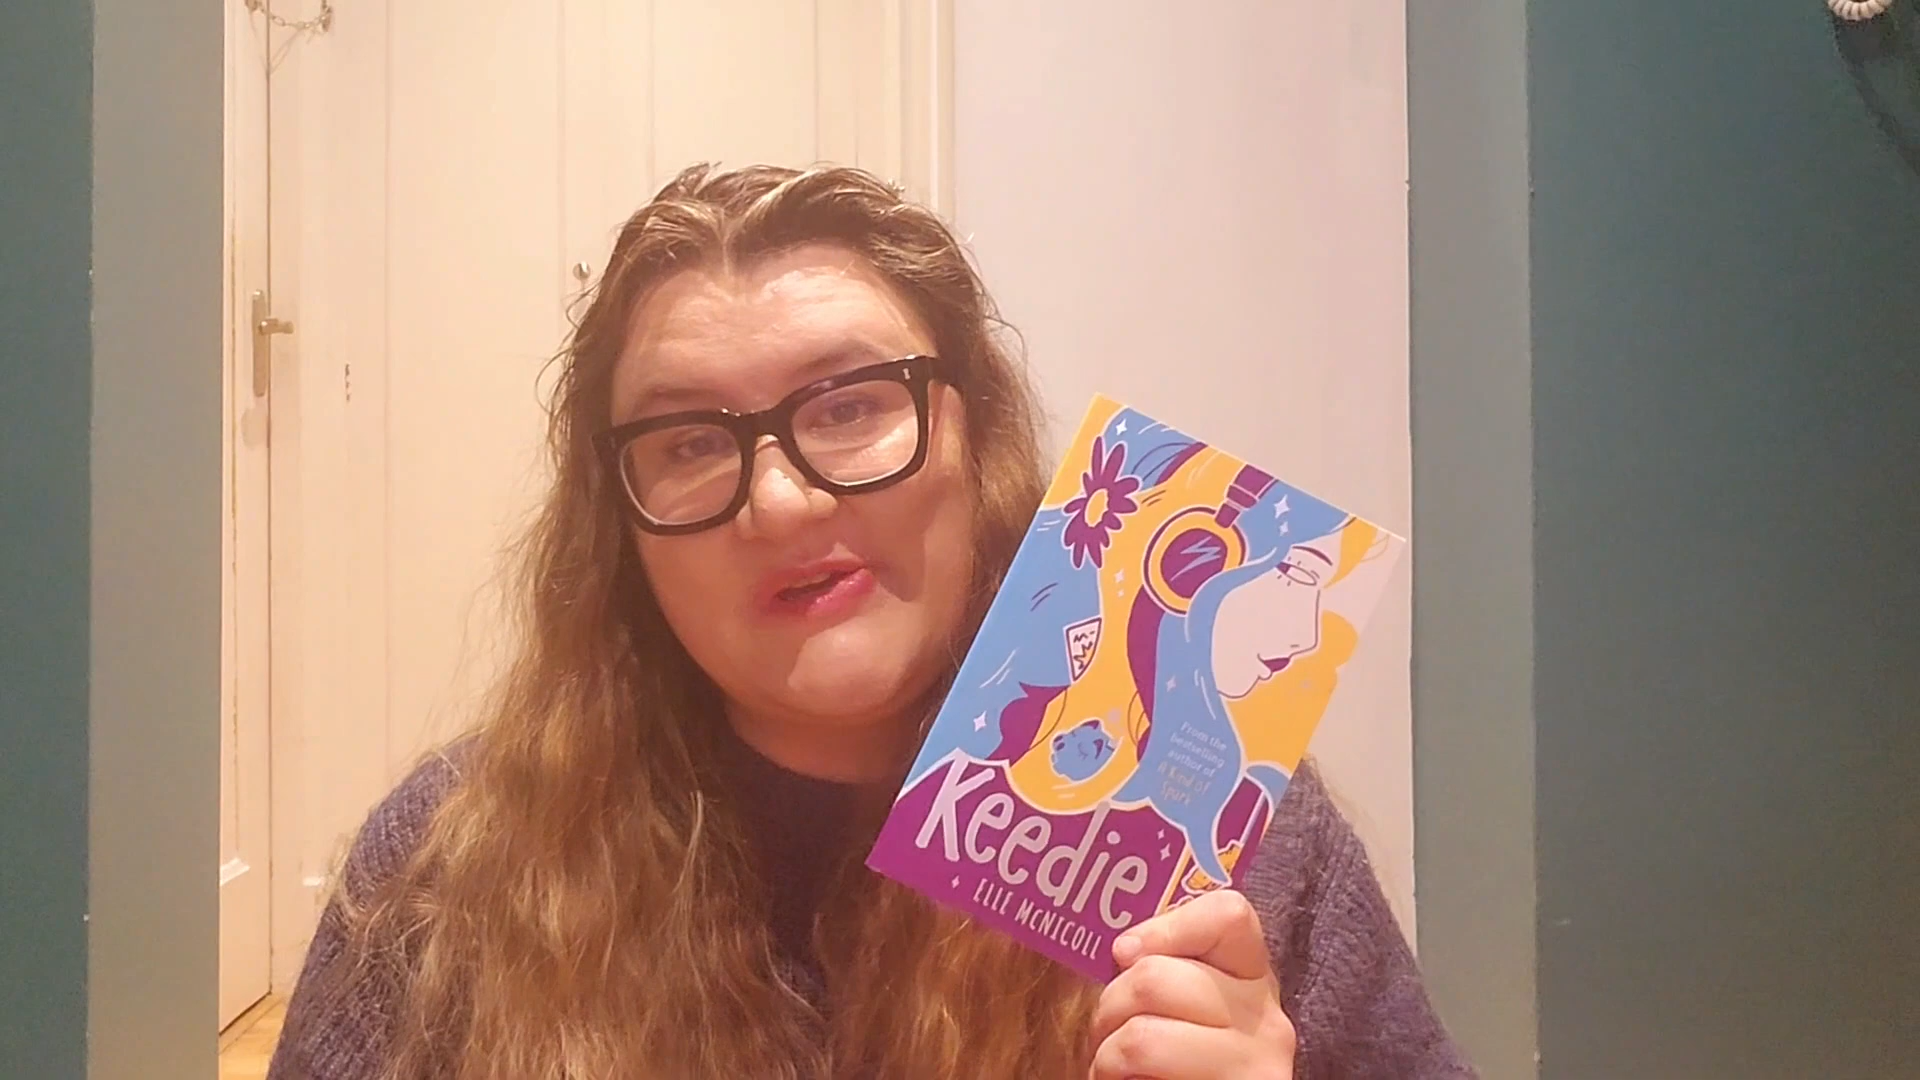 From the
bestselling
author of
A Kind of
Spark
Keedie
ELLE McNICOLL